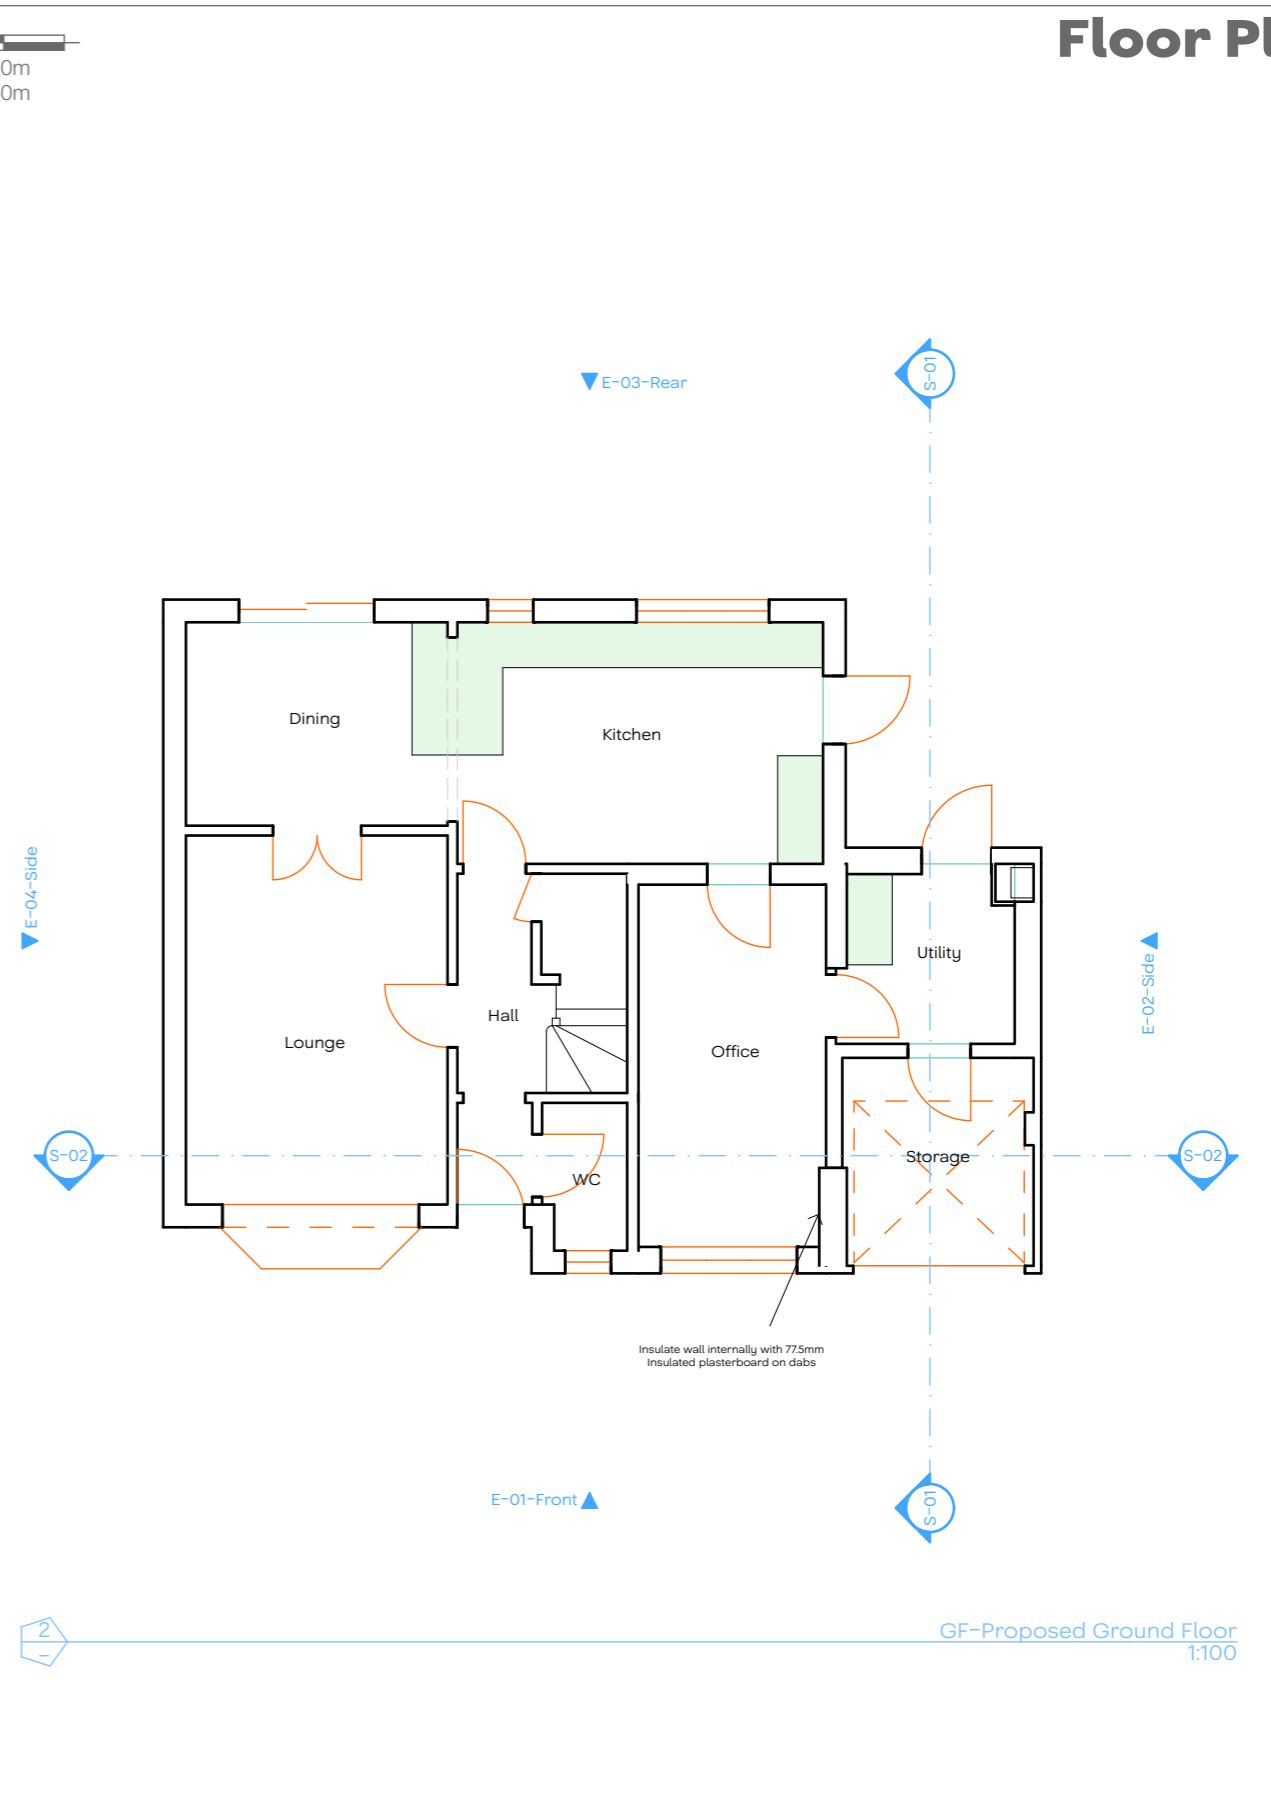 Floor Pl
0m
0m
E-03-Rear
S-01
Dining
Kitchen
E-04-Side
Utility
E-02-Side
Hall
Lounge
Office
S-02
Storage
S-02
WC
Insulate wall internally with 77.5mm
Insulated plasterboard on dabs
E-01-Front
S-01
2
-
GF-Proposed Ground Floor
1:100